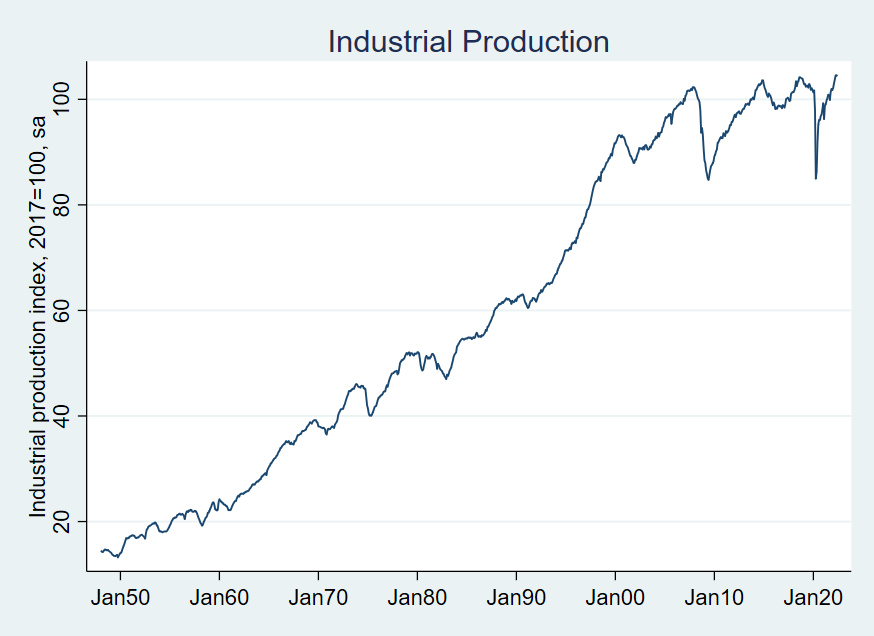 Industrial Production
Industrial production index, 2017=100, sa
100
80
60
40
20
Jan50 Jan60 Jan70 Jan80 Jan90 Jan00 Jan10 Jan20